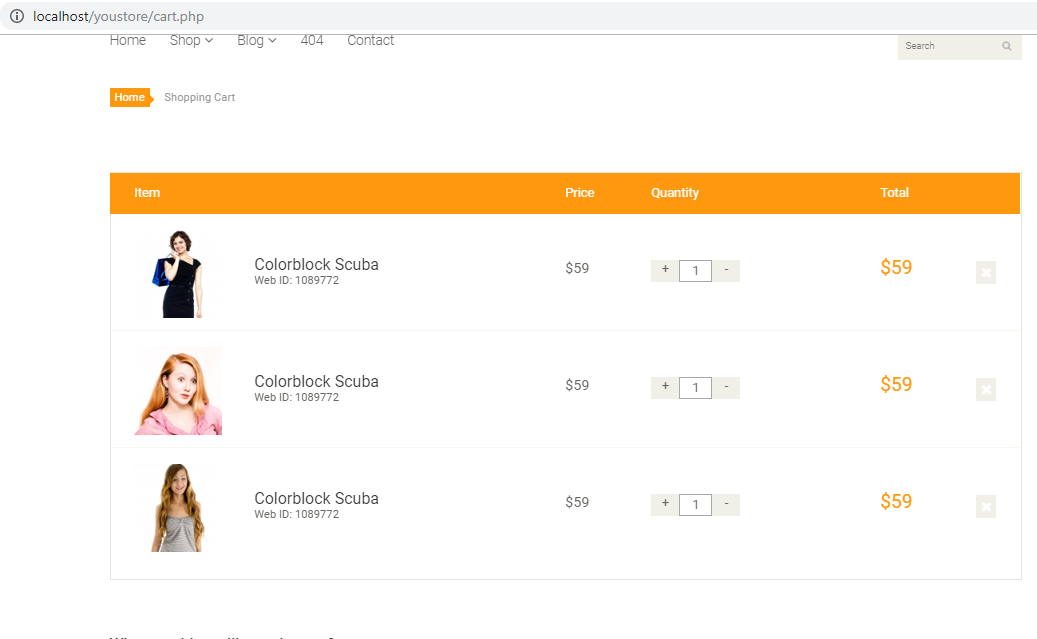 localhost/youstore/cart.php
Home Shop Blog 404 Contact Search
Home Shopping Cart
Item Price Quantity Total
Colorblock Scuba
Web ID: 1089772
$59 + 1 - $59
Colorblock Scuba
Web ID: 1089772
$59 + 1 - $59
Colorblock Scuba
Web ID: 1089772
$59 + 1 - $59